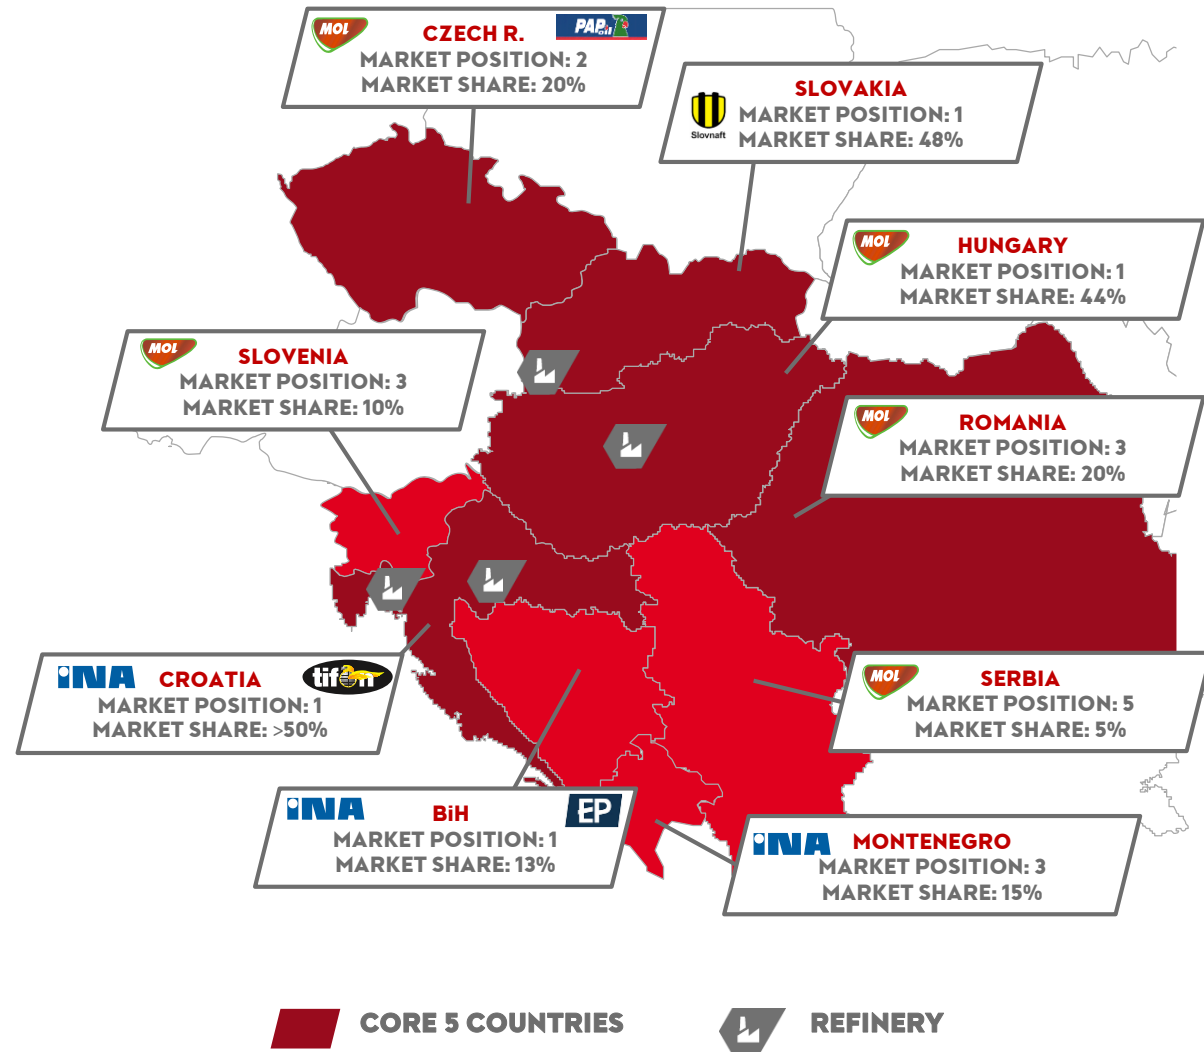 MOL
CZECH R.
PAPoil
MARKET POSITION: 2
MARKET SHARE: 20%
SLOVAKIA
Slovnaft
MARKET POSITION: 1
MARKET SHARE: 48%
MOL
HUNGARY
MARKET POSITION: 1
MARKET SHARE: 44%
MOL
SLOVENIA
MARKET POSITION: 3
MARKET SHARE: 10%
MOL
ROMANIA
MARKET POSITION: 3
MARKET SHARE: 20%
INA
CROATIA
tifon
MARKET POSITION: 1
MARKET SHARE: >50%
MOL
SERBIA
MARKET POSITION: 5
MARKET SHARE: 5%
INA
BiH
EP
MARKET POSITION: 1
MARKET SHARE: 13%
INA
MONTENEGRO
MARKET POSITION: 3
MARKET SHARE: 15%
CORE 5 COUNTRIES
REFINERY